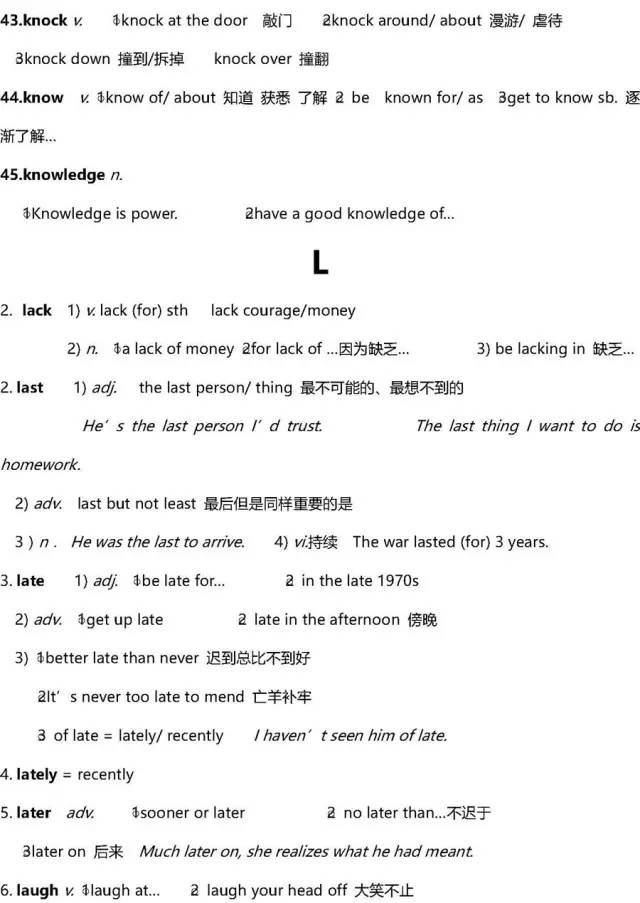 43.knock v. ①knock at the door 敲门 ②knock around/ about 漫游/ 虐待
③knock down 撞到/拆掉 knock over 撞翻
44.know v. ①know of/ about 知道 获悉 了解 ② be known for/ as ③get to know sb. 逐
渐了解...
45.knowledge n.
①Knowledge is power. ②have a good knowledge of...
L
2. lack 1) v. lack (for) sth lack courage/money
2) n. ①a lack of money ②for lack of ...因为缺乏... 3) be lacking in 缺乏...
2. last 1) adj. the last person/ thing 最不可能的、最想不到的
He's the last person I'd trust. The last thing I want to do is
homework.
2) adv. last but not least 最后但是同样重要的是
3 ) n . He was the last to arrive. 4) vi.持续 The war lasted (for) 3 years.
3. late 1) adj. ①be late for... ② in the late 1970s
2) adv. ①get up late ② late in the afternoon 傍晚
3) ①better late than never 迟到总比不到好
②It's never too late to mend 亡羊补牢
③ of late = lately/ recently I haven't seen him of late.
4. lately = recently
5. later adv. ①sooner or later ② no later than...不迟于
③later on 后来 Much later on, she realizes what he had meant.
6. laugh v. ①laugh at... ② laugh your head off 大笑不止